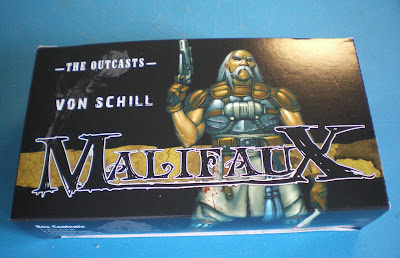 -THE OUTCASTS-
VON SCHILL
MALIFAUX
Box Contents